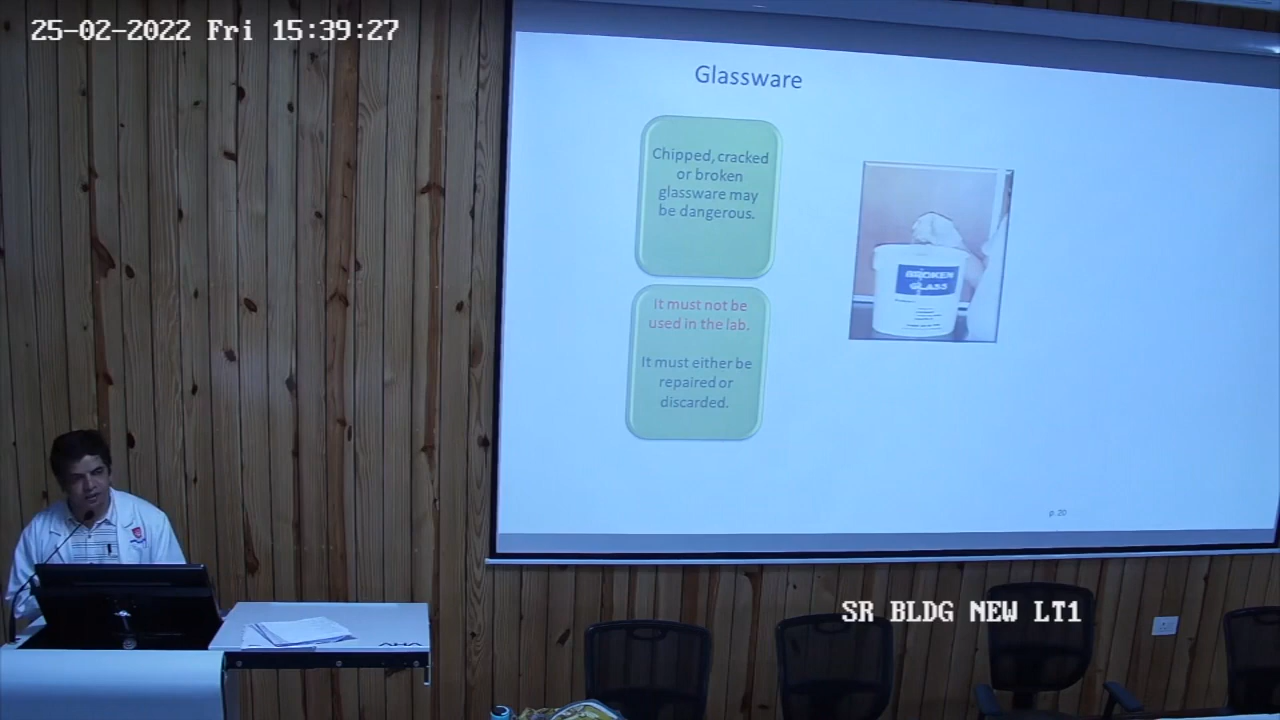 25-02-2022 Fri 15:39:27
Glassware
Chipped, cracked
or broken
glassware may
be dangerous.
It must not be
used in the lab.
It must either be
repaired or
discarded.
BROKEN
GLASS
p.20
SR BLDG NEW LT1